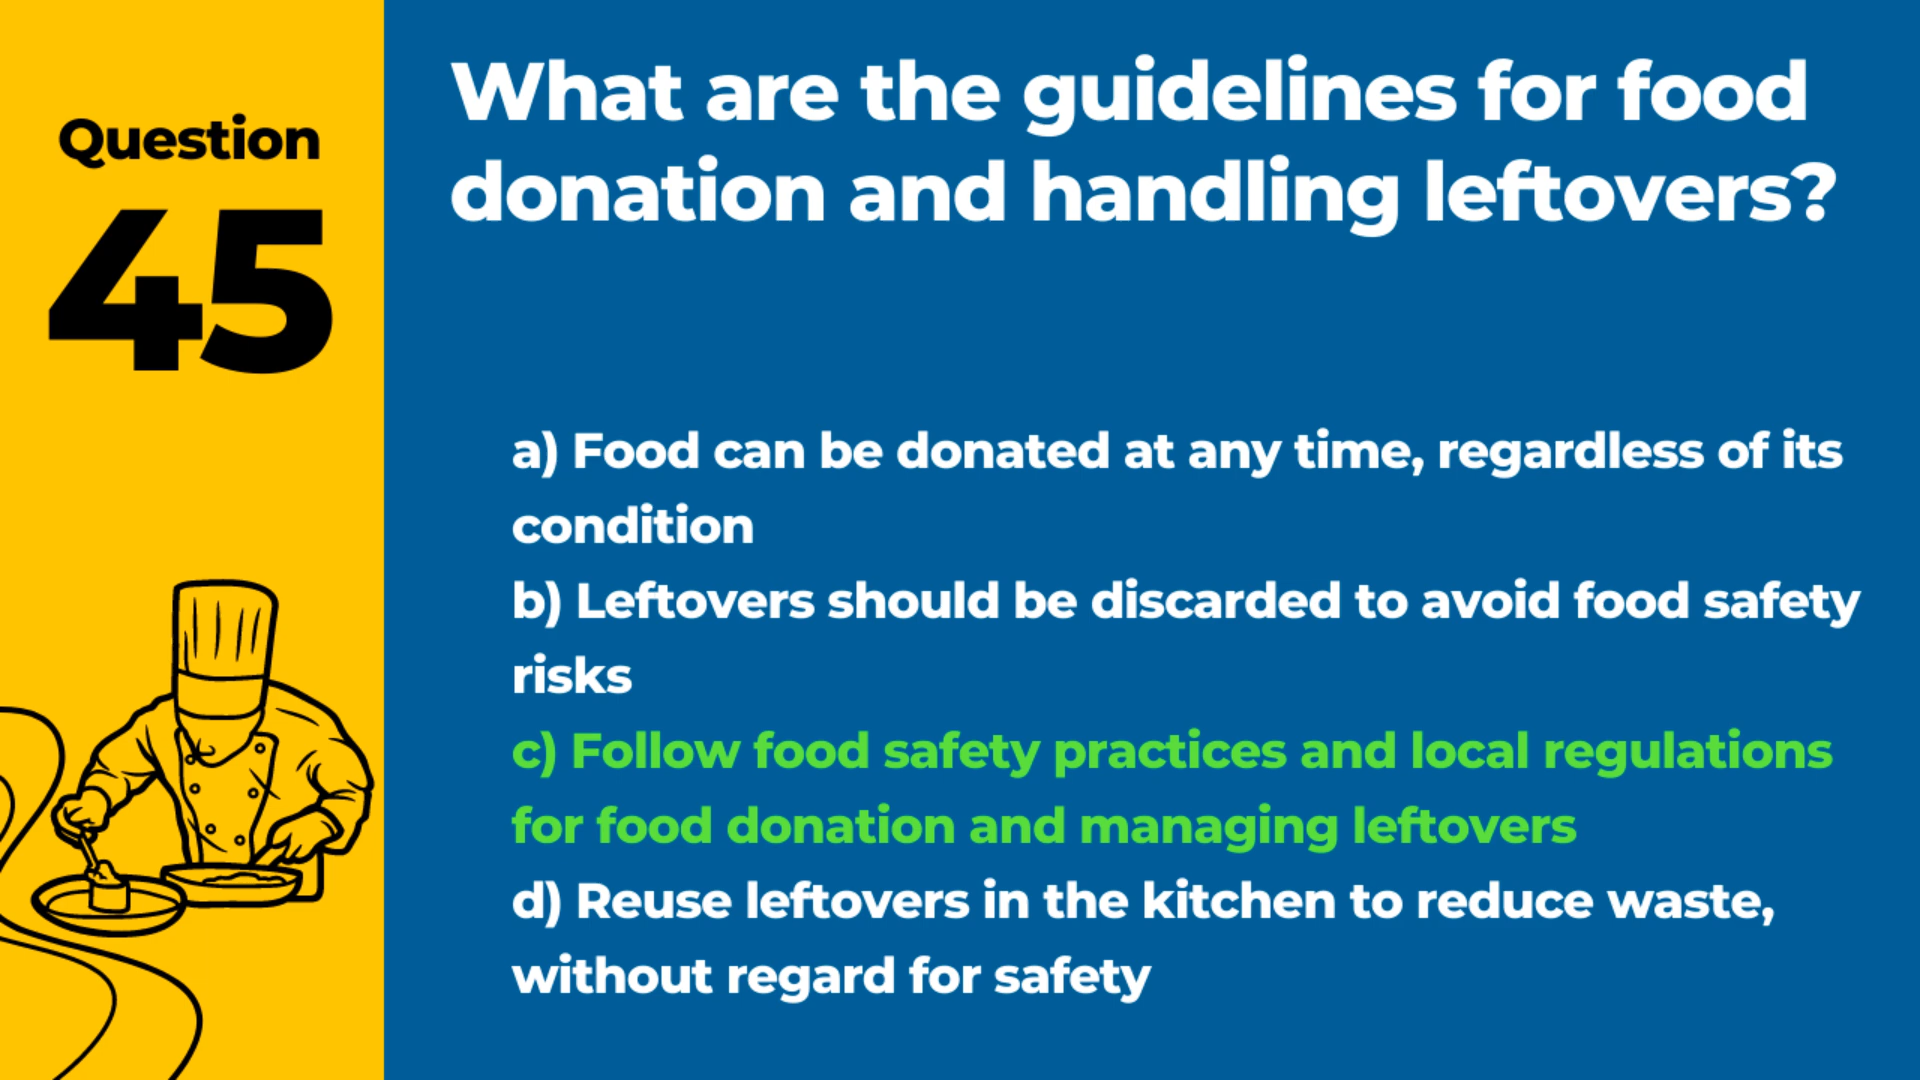 Question
45
What are the guidelines for food
donation and handling leftovers?
a) Food can be donated at any time, regardless of its
condition
b) Leftovers should be discarded to avoid food safety
risks
c) Follow food safety practices and local regulations
for food donation and managing leftovers
d) Reuse leftovers in the kitchen to reduce waste,
without regard for safety